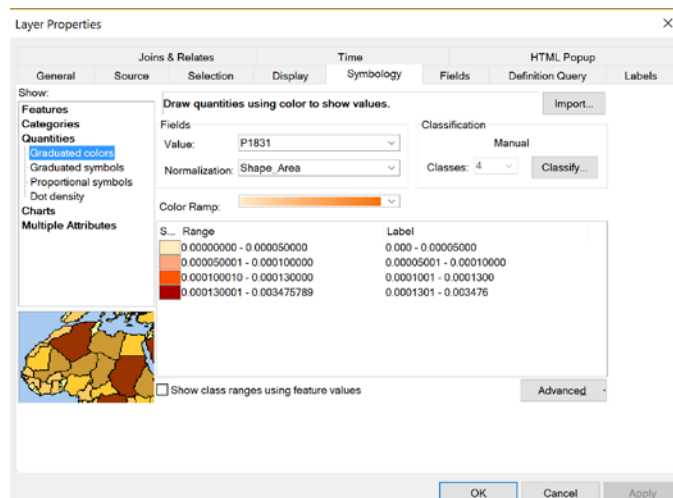 Layer Properties
Joins & Relates Time HTML Popup
General Source Selection Display Symbology Fields Definition Query Labels
Show:
Features
Categories
Quantities
Graduated colors
Graduated symbols
Proportional symbols
Dot density
Charts
Multiple Attributes
Draw quantities using color to show values. Import...
Fields Classification
Value: P1831 Manual
Normalization: Shape_Area Classes: 4 Classify...
Color Ramp:
S... Range Label
0.00000000 - 0.000050000 0.000 - 0.00005000
0.000050001 - 0.000100000 0.00005001 - 0.00010000
0.000100010 - 0.000130000 0.0001001 - 0.0001300
0.000130001 - 0.003475789 0.0001301 - 0.003476
Show class ranges using feature values Advanced
OK Cancel Apply